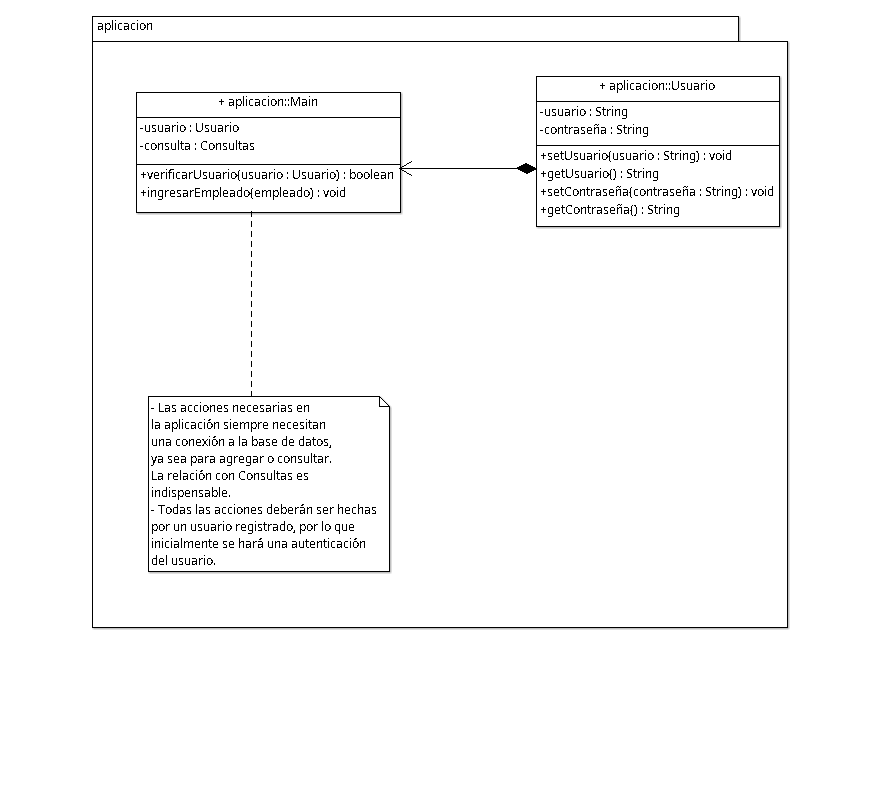 aplicacion
+ aplicacion::Main
-usuario : Usuario
-consulta : Consultas
+verificarUsuario(usuario : Usuario) : boolean
+ingresarEmpleado(empleado) : void
+ aplicacion::Usuario
-usuario : String
-contraseña : String
+setUsuario(usuario : String) : void
+getUsuario() : String
+setContraseña(contraseña : String) : void
+getContraseña() : String
- Las acciones necesarias en
la aplicación siempre necesitan
una conexión a la base de datos,
ya sea para agregar o consultar.
La relación con Consultas es
indispensable.
- Todas las acciones deberán ser hechas
por un usuario registrado, por lo que
inicialmente se hará una autenticación
del usuario.